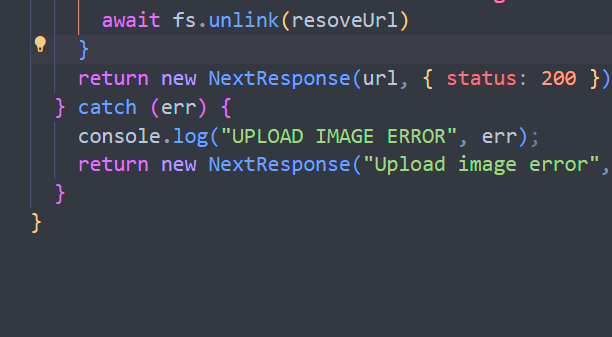 await fs.unlink(resoveUrl)
}
return new NextResponse(url, { status: 200 })
} catch (err) {
console.log("UPLOAD IMAGE ERROR", err);
return new NextResponse("Upload image error",
}
}